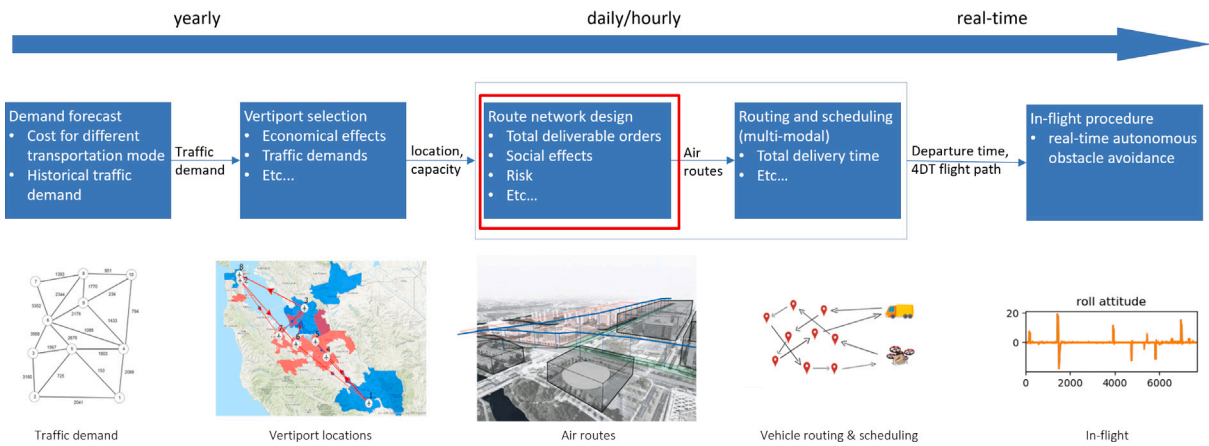 yearly
daily/hourly
real-time
Demand forecast
• Cost for different
transportation mode
• Historical traffic
demand
Traffic
demand
Vertiport selection
• Economical effects
• Traffic demands
• Etc...
location,
capacity
Route network design
• Total deliverable orders
• Social effects
• Risk
• Etc...
Air
routes
Routing and scheduling
(multi-modal)
• Total delivery time
• Etc...
Departure time,
4DT flight path
In-flight procedure
• real-time autonomous
obstacle avoidance
roll attitude
20
0
0
2000
4000
6000
Traffic demand
Vertiport locations
Air routes
Vehicle routing & scheduling
In-flight